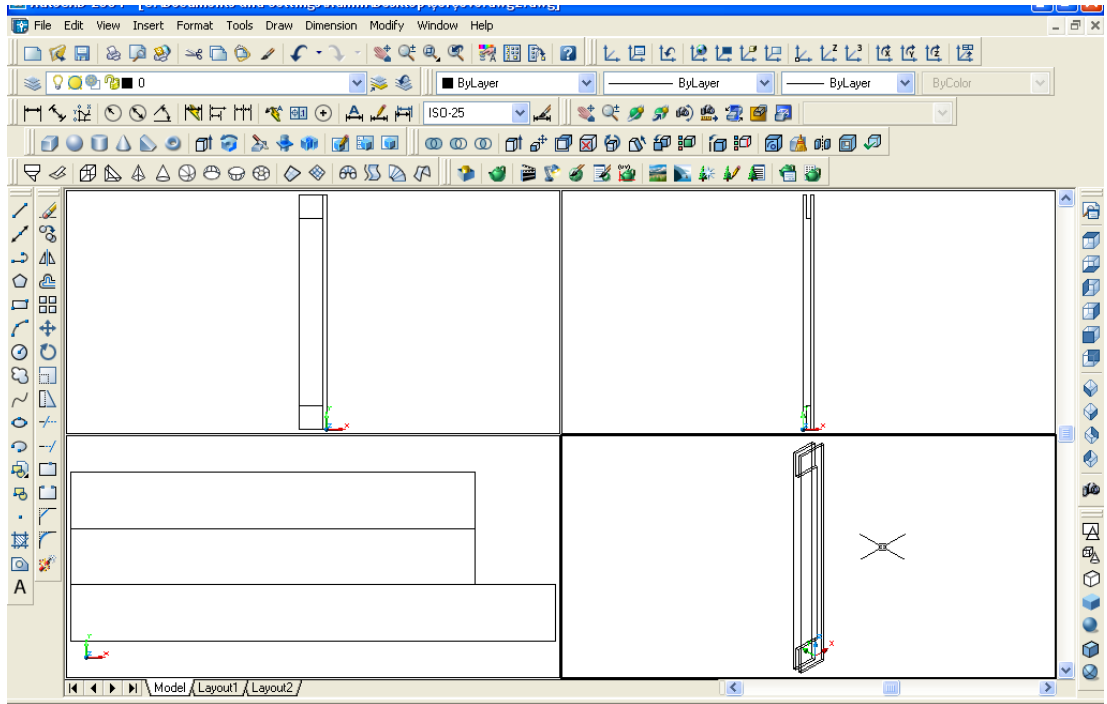 File Edit View Insert Format Tools Draw Dimension Modify Window Help
0 ByLayer ByLayer ByLayer ByColor
ISO-25
Y
X
X
Y
X
X
A
Model Layout1 Layout2